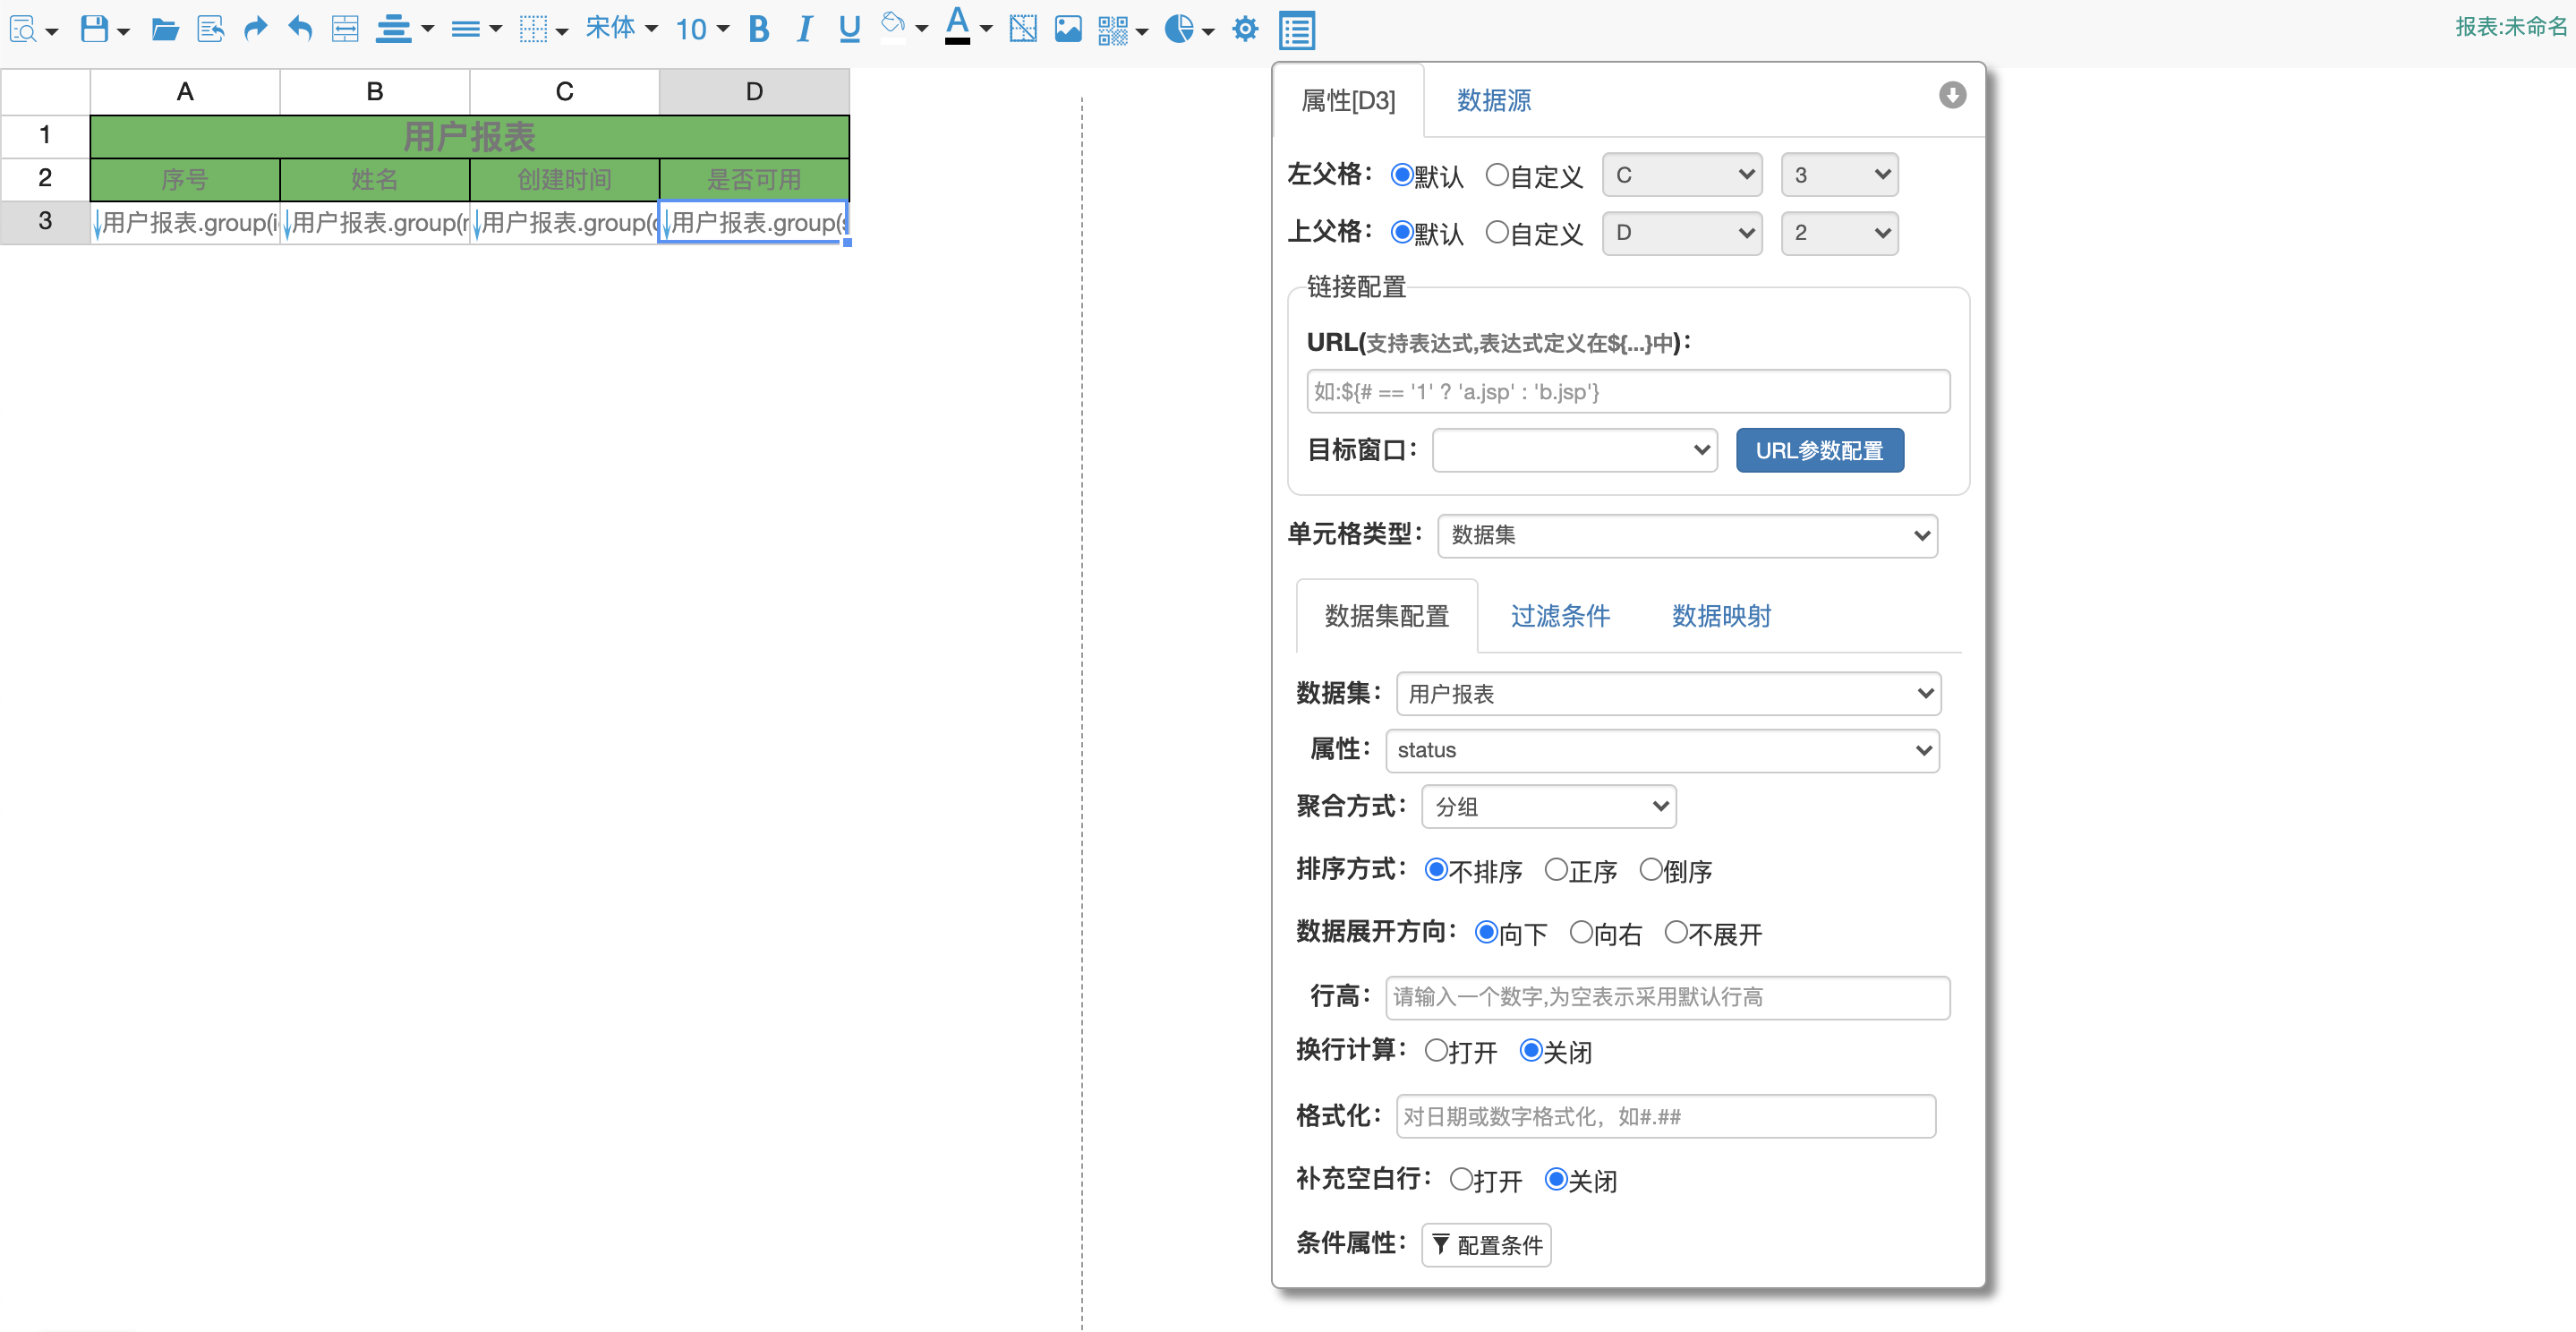 宋体 10 B I U A
报表:未命名
A B C D
1 用户报表
2 序号 姓名 创建时间 是否可用
3 用户报表.group(i 用户报表.group(r 用户报表.group(c 用户报表.group(s
属性[D3] 数据源
左父格： 默认 自定义 C 3
上父格： 默认 自定义 D 2
链接配置
URL(支持表达式,表达式定义在${...}中)：
如:${# == '1' ? 'a.jsp' : 'b.jsp'}
目标窗口： URL参数配置
单元格类型： 数据集
数据集配置 过滤条件 数据映射
数据集： 用户报表
属性： status
聚合方式： 分组
排序方式： 不排序 正序 倒序
数据展开方向： 向下 向右 不展开
行高： 请输入一个数字,为空表示采用默认行高
换行计算： 打开 关闭
格式化： 对日期或数字格式化，如#.##
补充空白行： 打开 关闭
条件属性： 配置条件